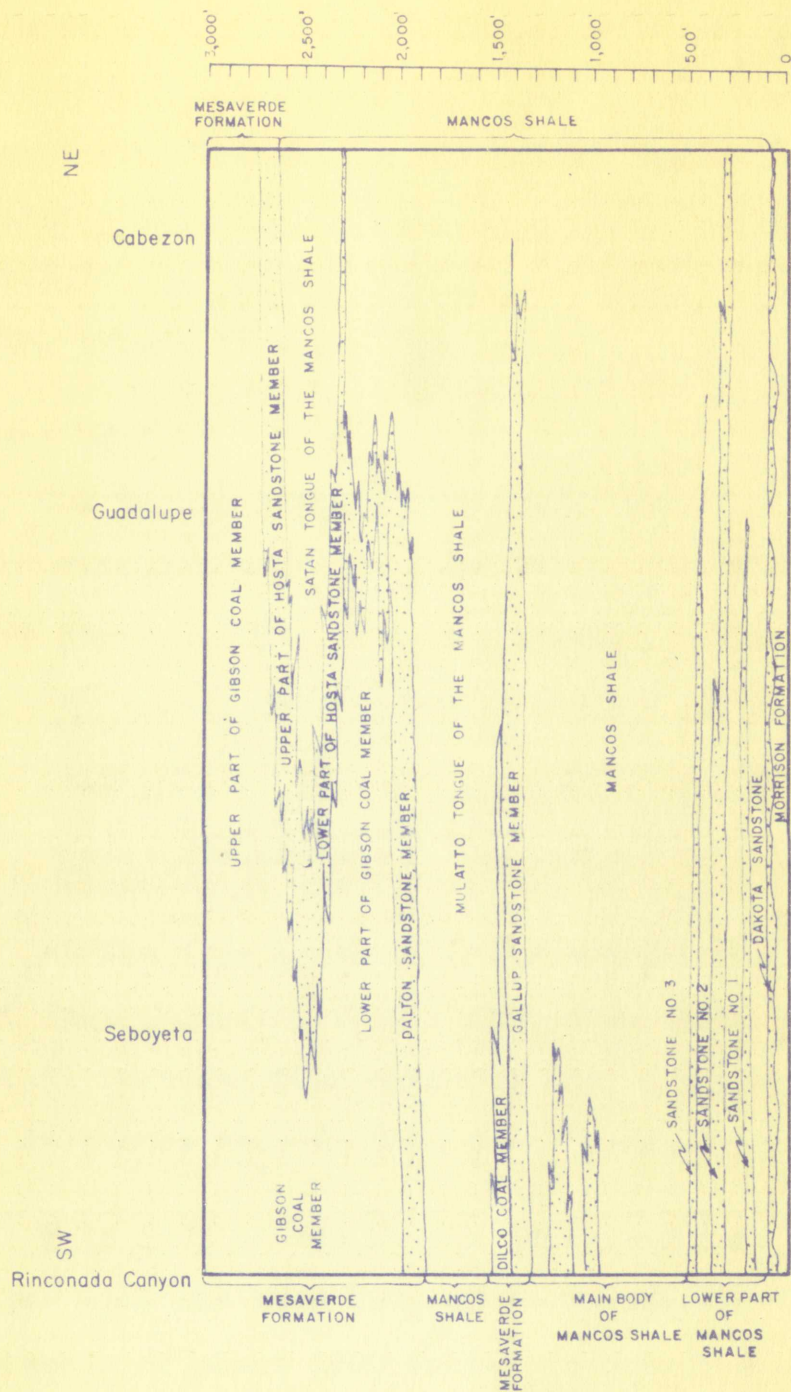 3,000'
2,500'
2,000'
1,500'
1,000'
500'
0
MESAVERDE
FORMATION
MANCOS SHALE
NE
Cabezon
Guadalupe
Seboyeta
SW
Rinconada Canyon
UPPER PART OF GIBSON COAL MEMBER
UPPER PART OF HOSTA SANDSTONE MEMBER
SATAN TONGUE OF THE MANCOS SHALE
LOWER PART OF HOSTA SANDSTONE MEMBER
LOWER PART OF GIBSON COAL MEMBER
DALTON SANDSTONE MEMBER
MULATTO TONGUE OF THE MANCOS SHALE
GALLUP SANDSTONE MEMBER
DILCO COAL MEMBER
MANCOS SHALE
SANDSTONE NO. 3
SANDSTONE NO. 2
SANDSTONE NO. 1
DAKOTA SANDSTONE
MORRISON FORMATION
GIBSON
COAL
MEMBER
MESAVERDE
FORMATION
MANCOS
SHALE
MESAVERDE
FORMATION
MAIN BODY
OF
MANCOS SHALE
LOWER PART
OF
MANCOS
SHALE